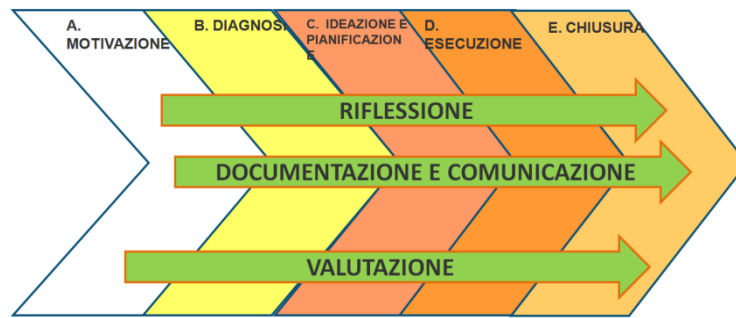 A.
MOTIVAZIONE
B. DIAGNOSI
C. IDEAZIONE E
PIANIFICAZION
E
D.
ESECUZIONE
E. CHIUSURA
RIFLESSIONE
DOCUMENTAZIONE E COMUNICAZIONE
VALUTAZIONE